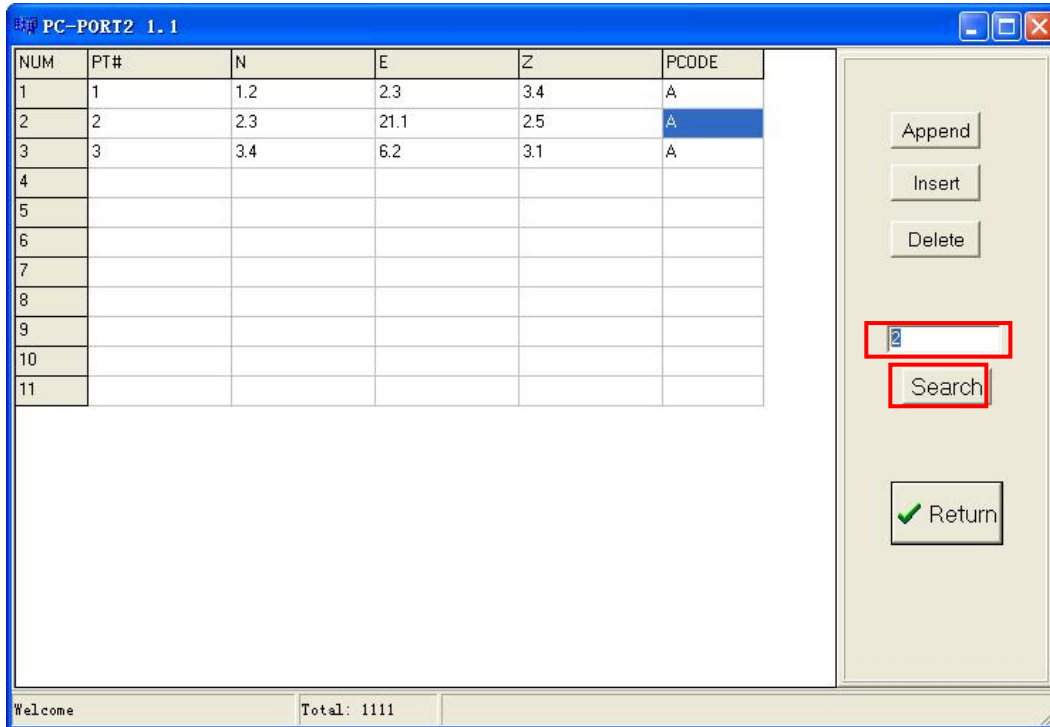 PC-PORT2 1.1
NUM PT# N E Z PCODE
1 1 1.2 2.3 3.4 A
2 2 2.3 21.1 2.5 A
3 3 3.4 6.2 3.1 A
4
5
6
7
8
9
10
11
Append
Insert
Delete
2
Search
Return
Welcome Total: 1111